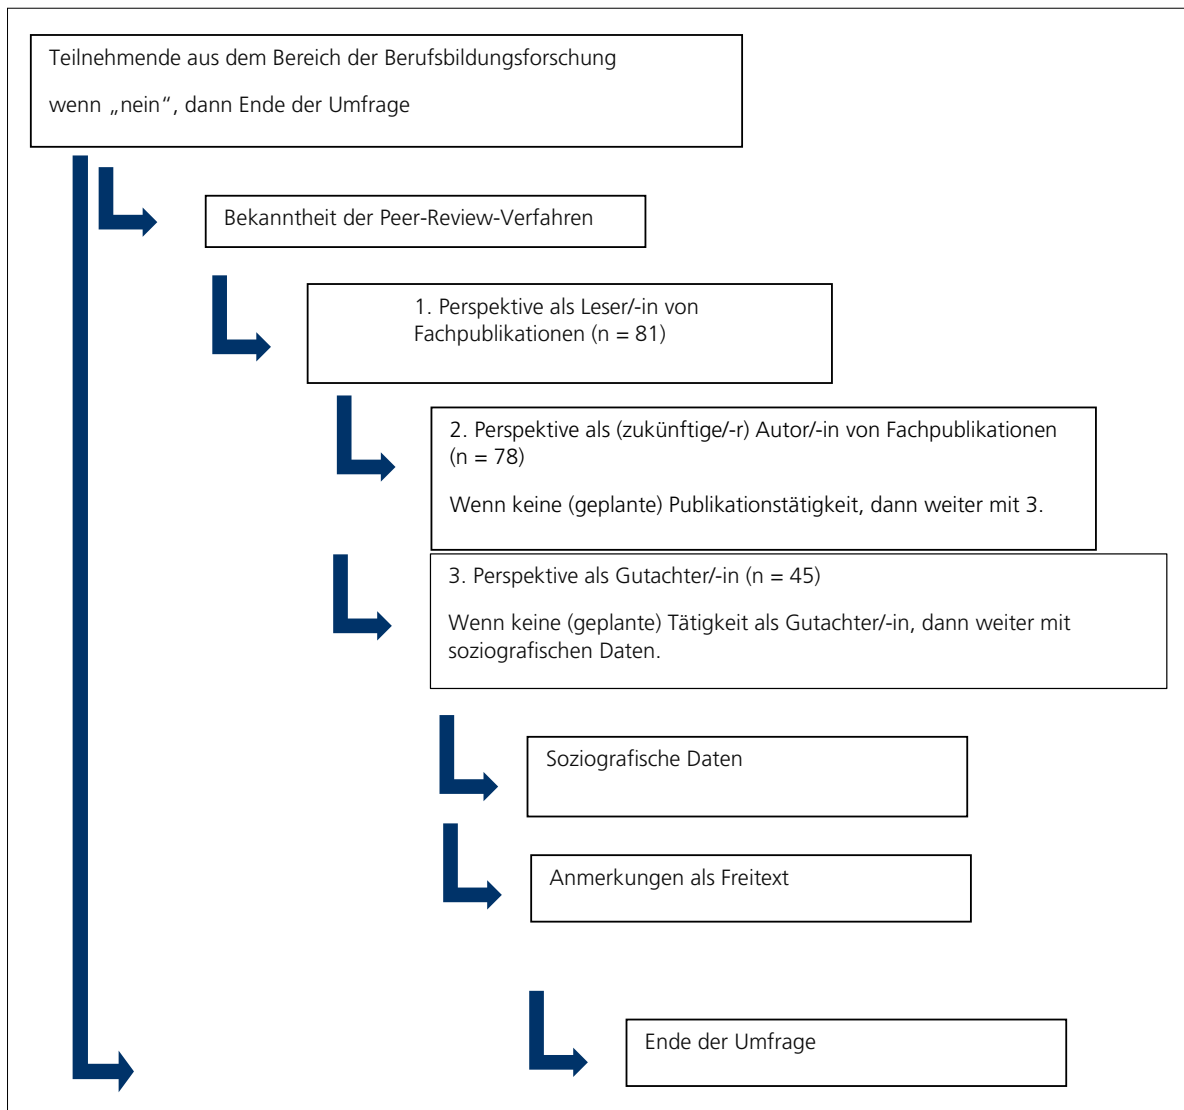 Teilnehmende aus dem Bereich der Berufsbildungsforschung
wenn „nein“, dann Ende der Umfrage
Bekanntheit der Peer-Review-Verfahren
1. Perspektive als Leser/-in von
Fachpublikationen (n = 81)
2. Perspektive als (zukünftige/-r) Autor/-in von Fachpublikationen
(n = 78)
Wenn keine (geplante) Publikationstätigkeit, dann weiter mit 3.
3. Perspektive als Gutachter/-in (n = 45)
Wenn keine (geplante) Tätigkeit als Gutachter/-in, dann weiter mit
soziografischen Daten.
Soziografische Daten
Anmerkungen als Freitext
Ende der Umfrage